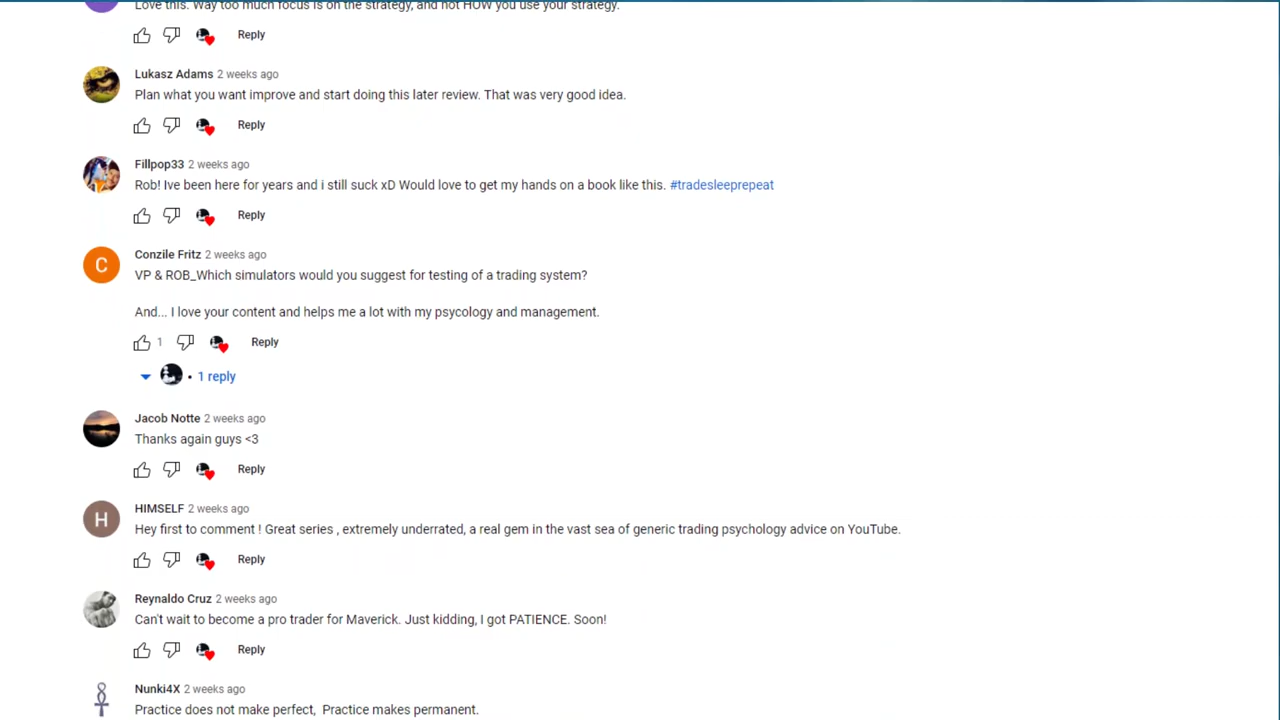 Love this. Way too much focus is on the strategy, and not HOW you use your strategy.
Reply
Lukasz Adams 2 weeks ago
Plan what you want improve and start doing this later review. That was very good idea.
Reply
Fillpop33 2 weeks ago
Rob! Ive been here for years and i still suck xD Would love to get my hands on a book like this. #tradesleeprepeat
Reply
C
Conzile Fritz 2 weeks ago
VP & ROB_Which simulators would you suggest for testing of a trading system?
And... I love your content and helps me a lot with my psycology and management.
1 Reply
• 1 reply
Jacob Notte 2 weeks ago
Thanks again guys <3
Reply
H
HIMSELF 2 weeks ago
Hey first to comment ! Great series , extremely underrated, a real gem in the vast sea of generic trading psychology advice on YouTube.
Reply
Reynaldo Cruz 2 weeks ago
Can't wait to become a pro trader for Maverick. Just kidding, I got PATIENCE. Soon!
Reply
Nunki4X 2 weeks ago
Practice does not make perfect,  Practice makes permanent.